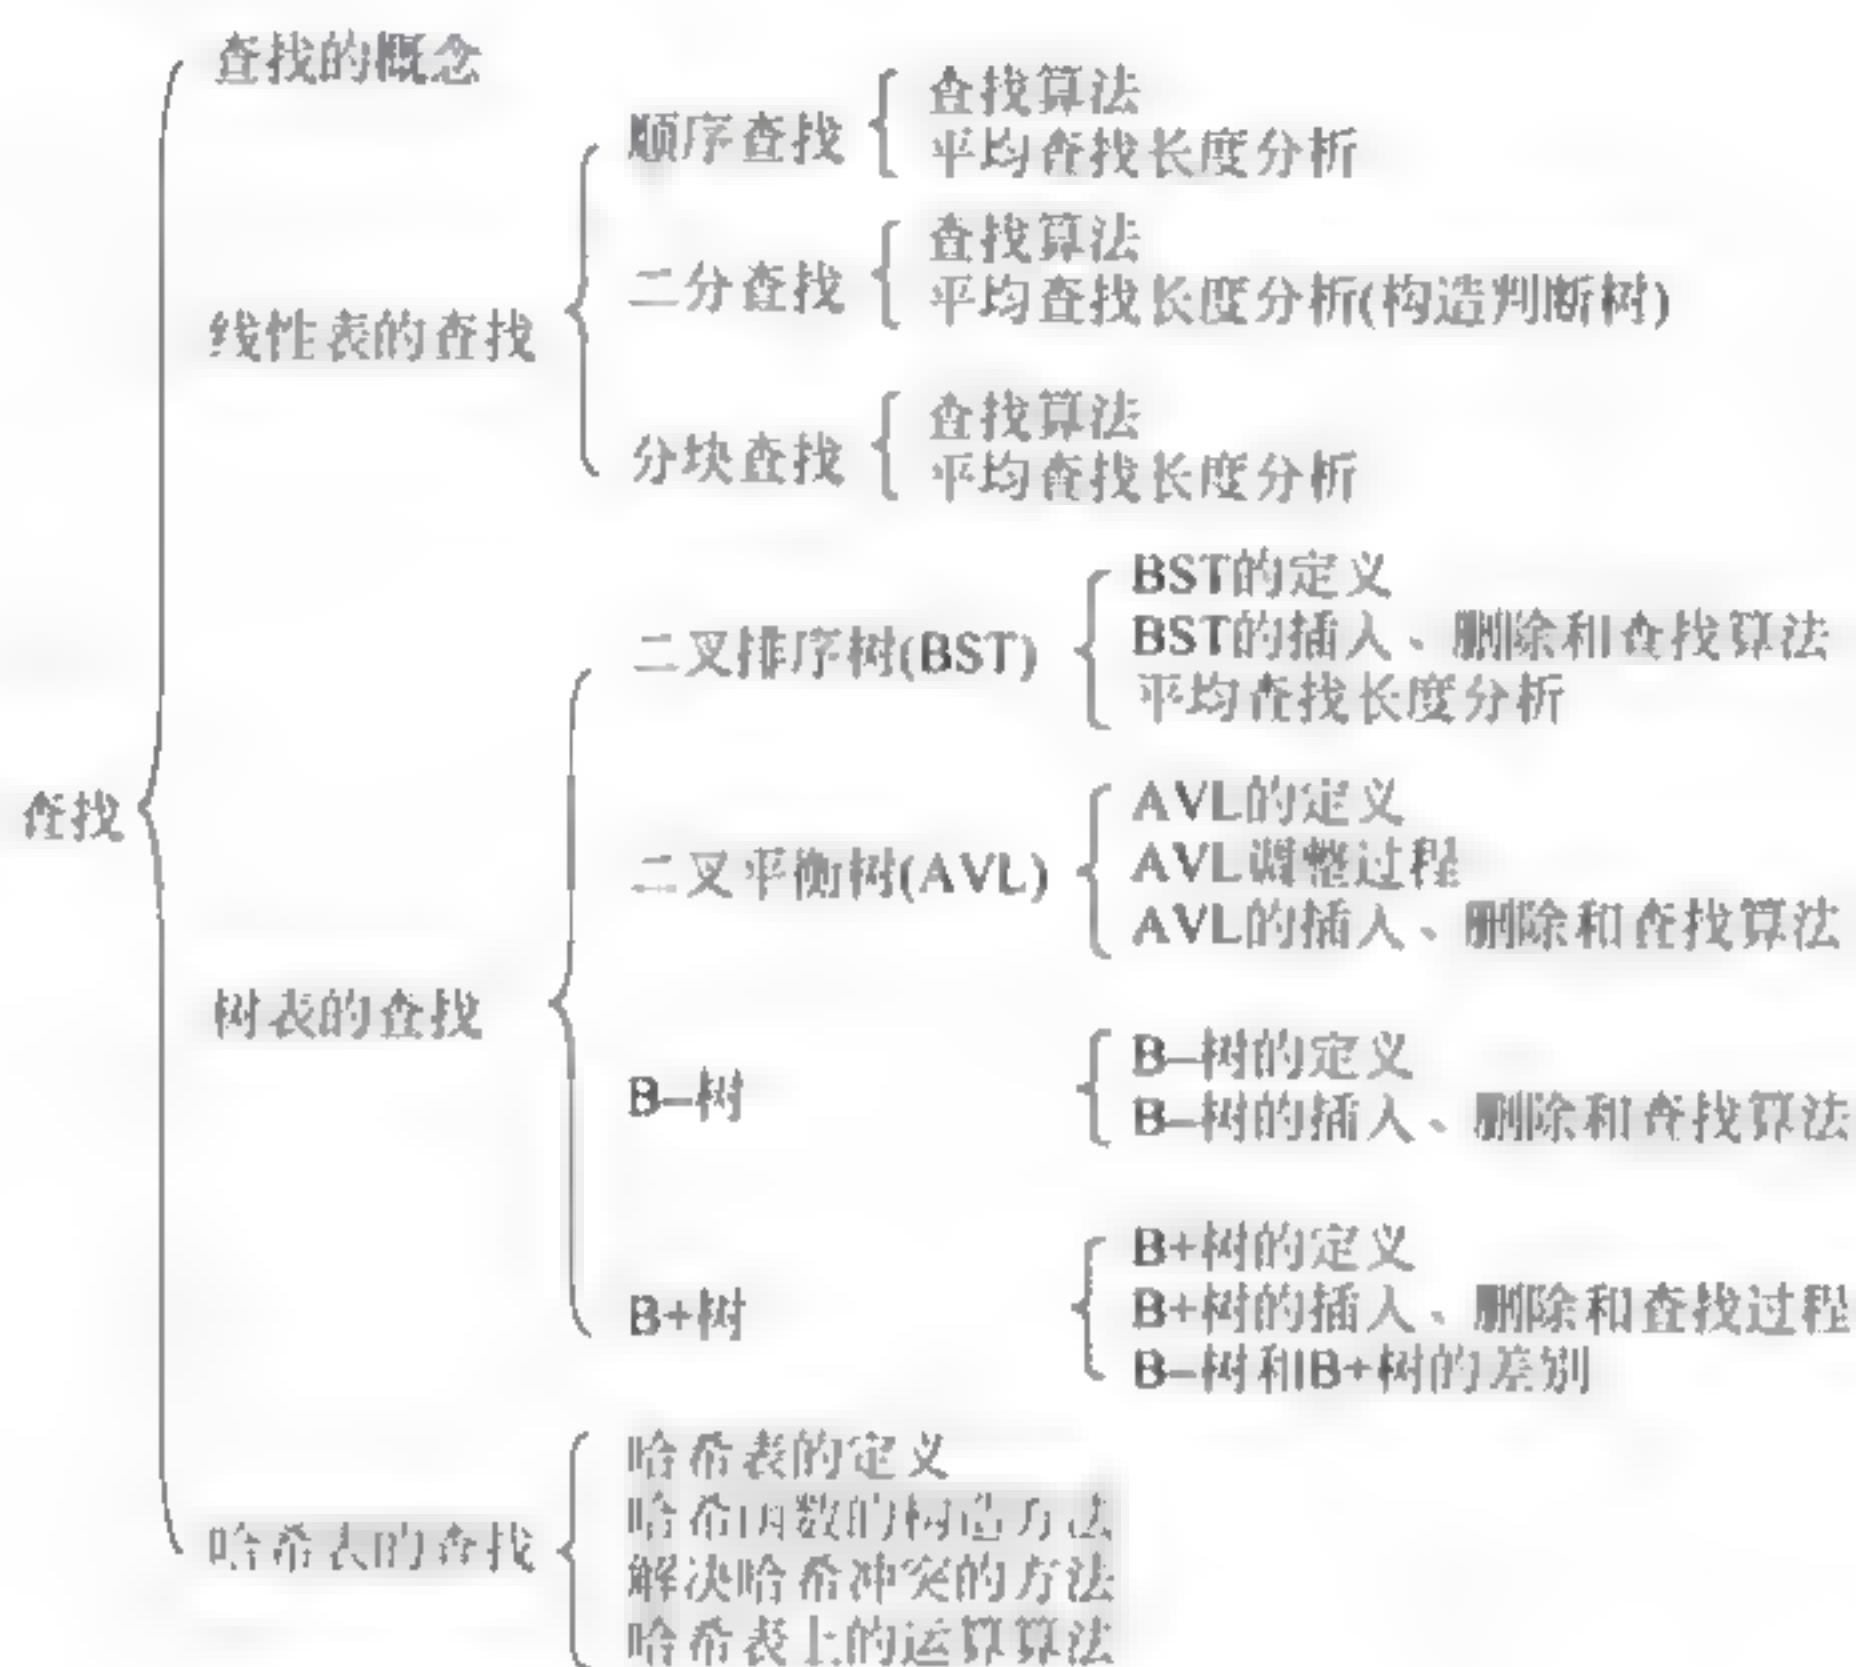 查找
查找的概念
线性表的查找
顺序查找
查找算法
平均查找长度分析
二分查找
查找算法
平均查找长度分析(构造判断树)
分块查找
查找算法
平均查找长度分析
树表的查找
二叉排序树(BST)
BST的定义
BST的插入、删除和查找算法
平均查找长度分析
二叉平衡树(AVL)
AVL的定义
AVL调整过程
AVL的插入、删除和查找算法
B–树
B–树的定义
B–树的插入、删除和查找算法
B+树
B+树的定义
B+树的插入、删除和查找过程
B–树和B+树的差别
哈希表的查找
哈希表的定义
哈希函数的构造方法
解决哈希冲突的方法
哈希表上的运算算法